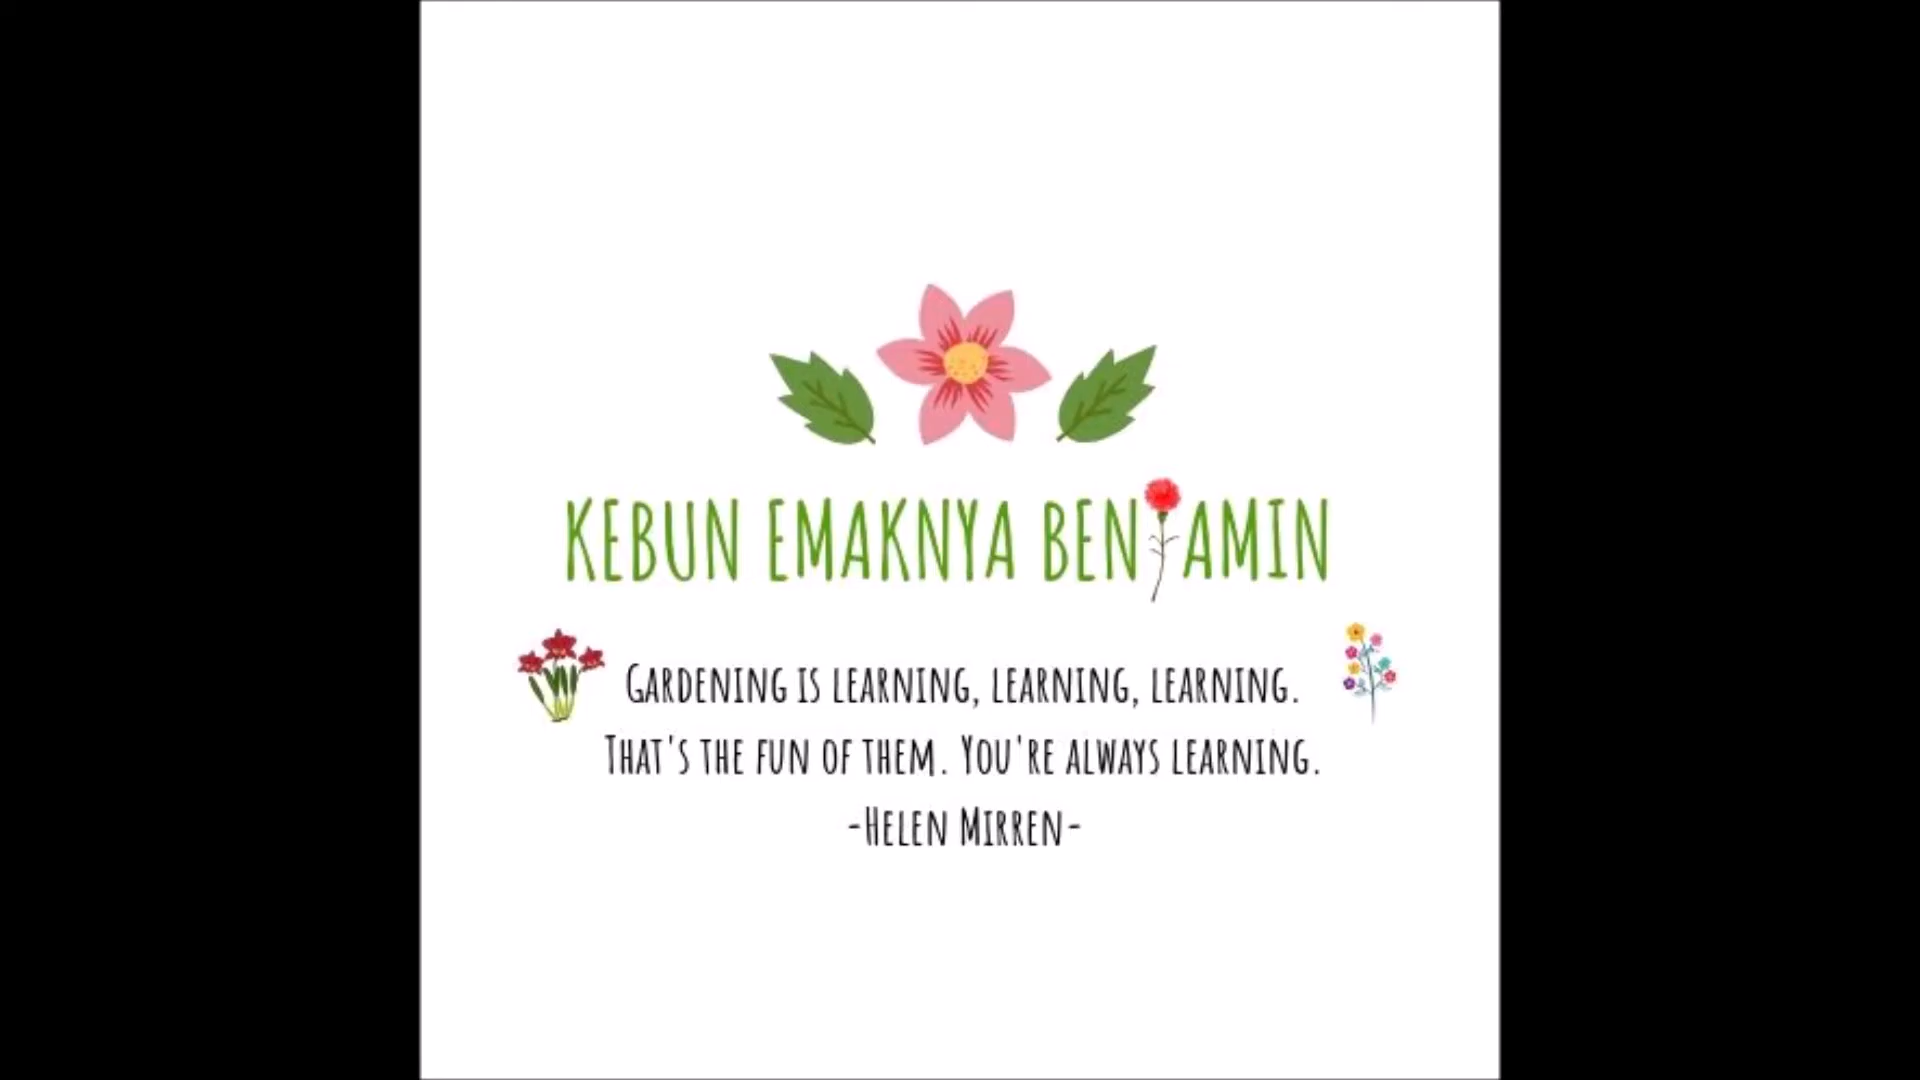 KEBUN EMAKNYA BENJAMIN
GARDENING IS LEARNING, LEARNING, LEARNING.
THAT'S THE FUN OF THEM. YOU'RE ALWAYS LEARNING.
-HELEN MIRREN-